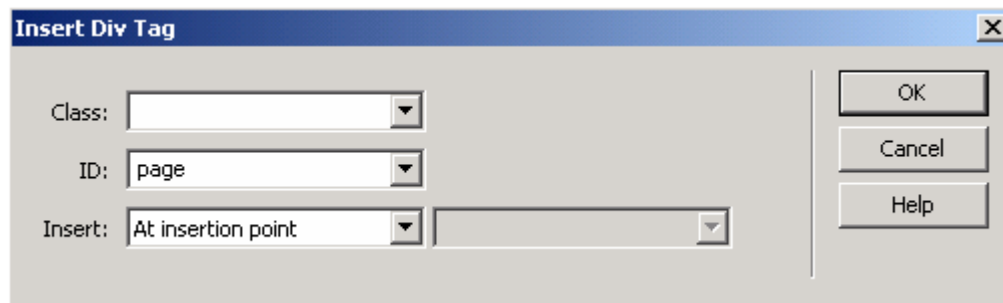 Insert Div Tag
Class:
OK
ID: page
Cancel
Insert: At insertion point
Help